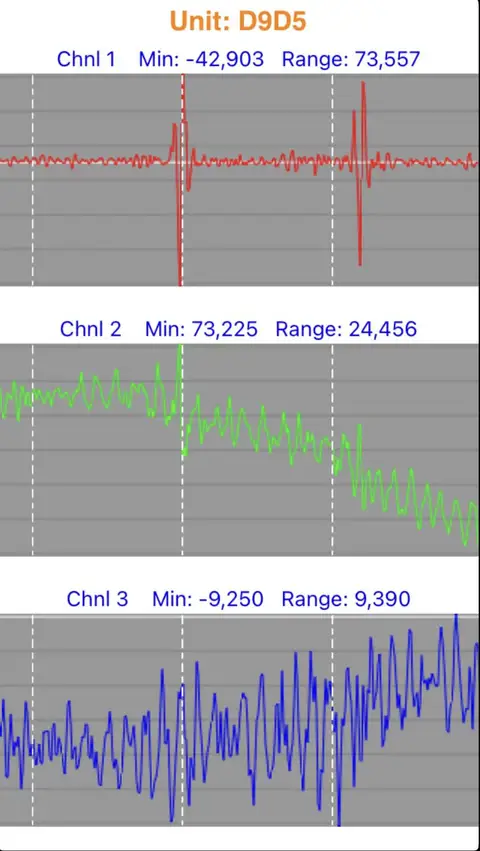 Unit: D9D5
Chnl 1 Min: -42,903 Range: 73,557
Chnl 2 Min: 73,225 Range: 24,456
Chnl 3 Min: -9,250 Range: 9,390